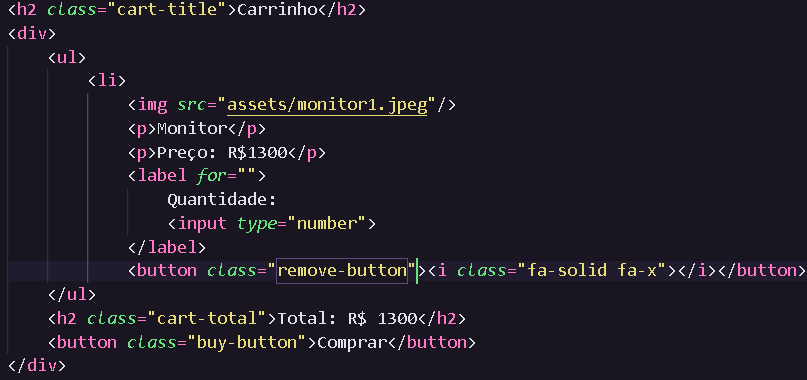 <h2 class="cart-title">Carrinho</h2>
<div>
    <ul>
        <li>
            <img src="assets/monitor1.jpeg"/>
            <p>Monitor</p>
            <p>Preço: R$1300</p>
            <label for="">
                Quantidade:
                <input type="number">
            </label>
            <button class="remove-button"><i class="fa-solid fa-x"></i></button>
    </ul>
    <h2 class="cart-total">Total: R$ 1300</h2>
    <button class="buy-button">Comprar</button>
</div>